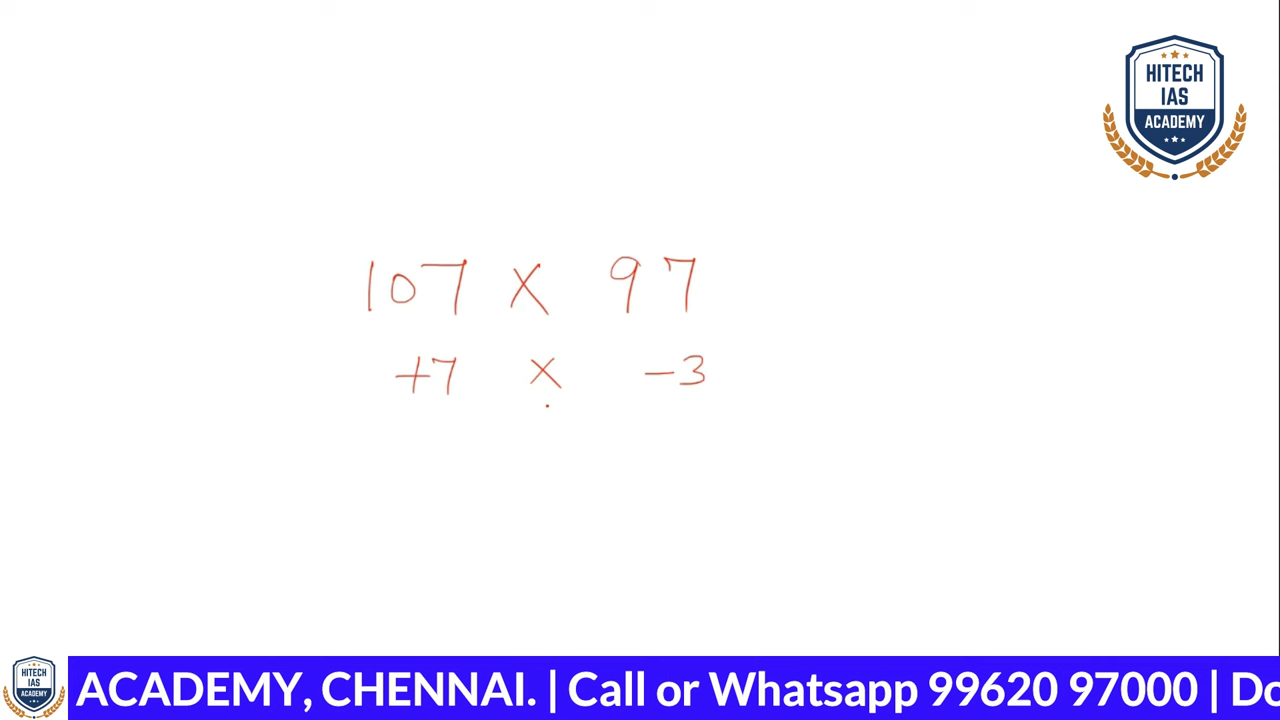 HITECH
IAS
ACADEMY
107 X 97
+7 X -3
HITECH
IAS
ACADEMY
ACADEMY, CHENNAI. | Call or Whatsapp 99620 97000 | Do